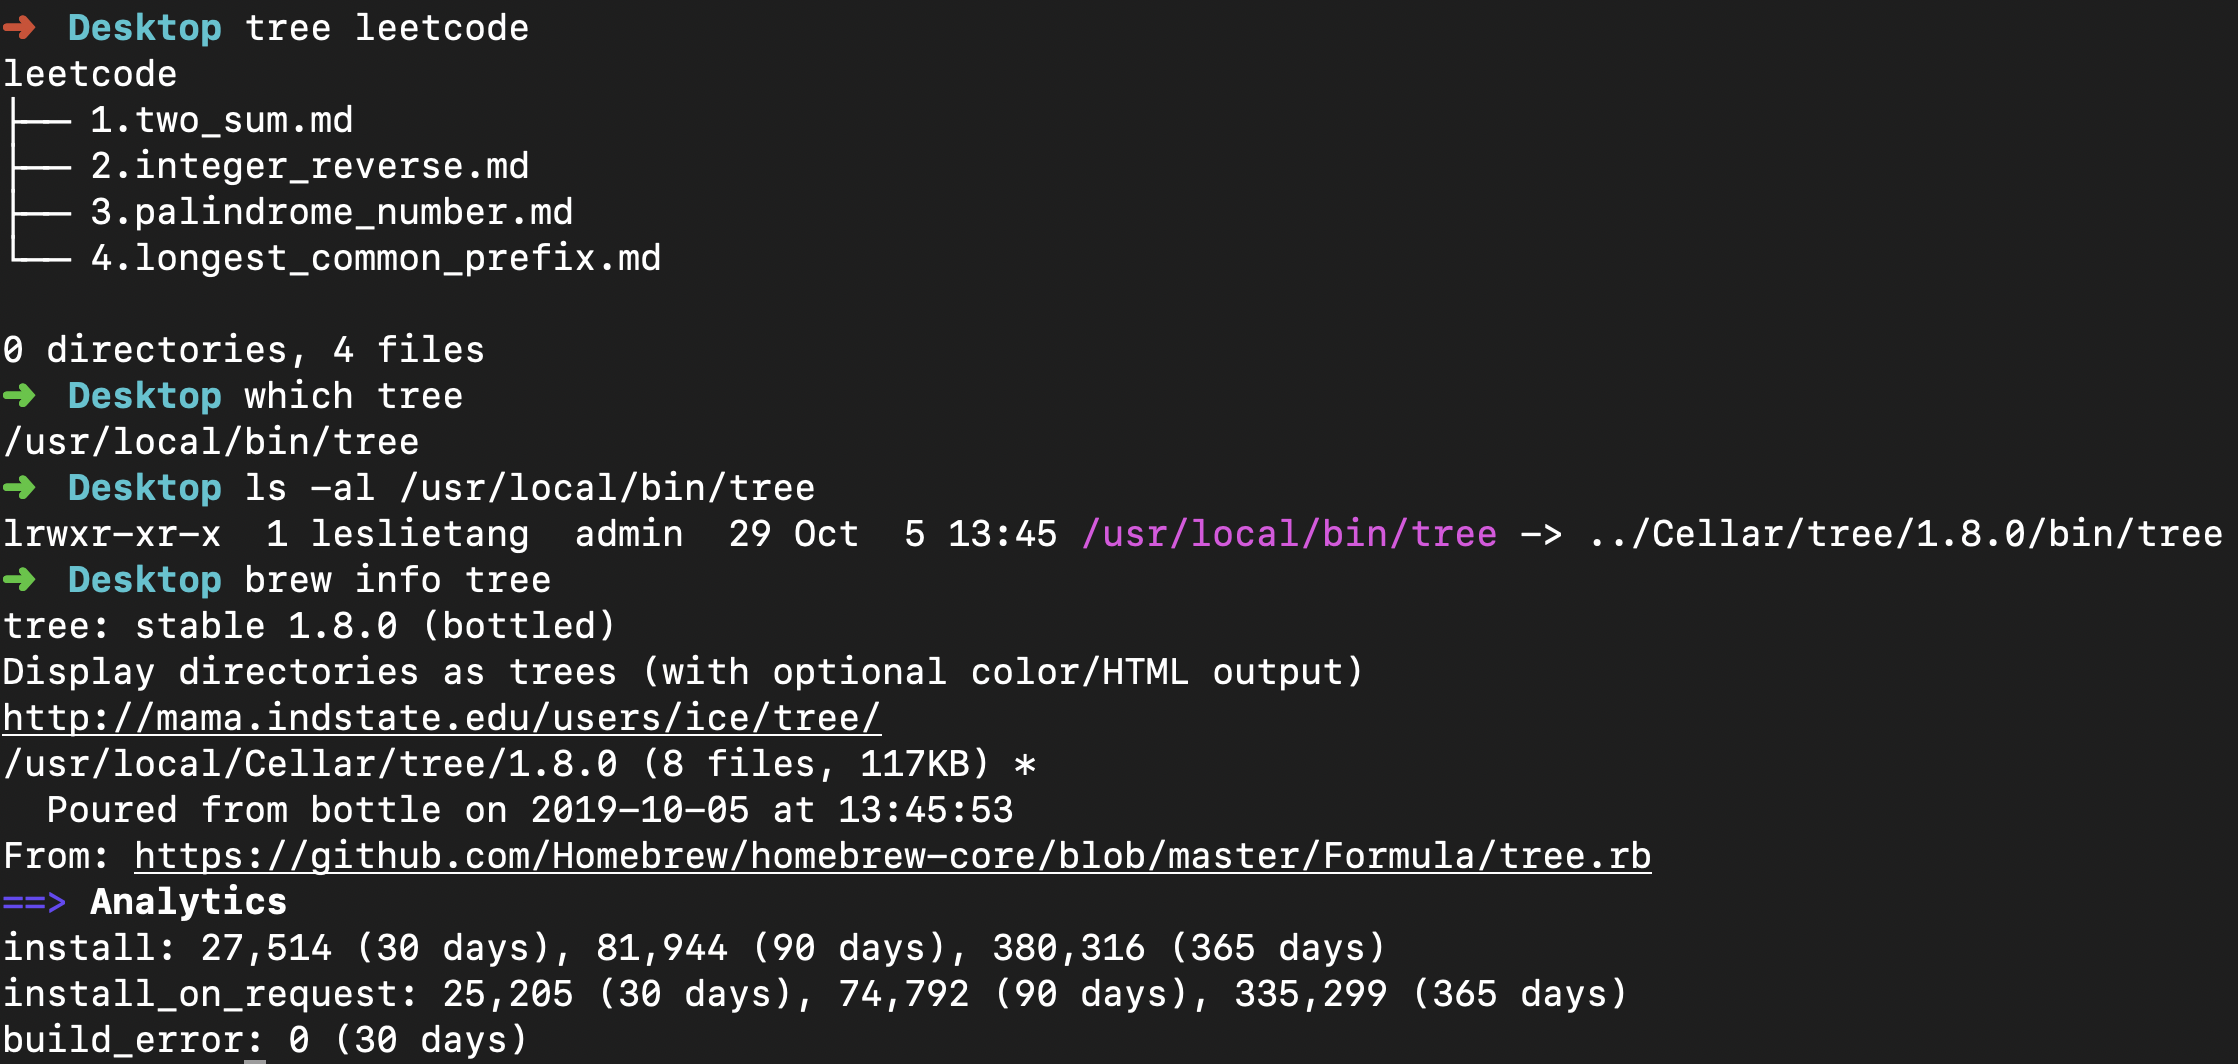 ➜ Desktop tree leetcode
leetcode
├── 1.two_sum.md
├── 2.integer_reverse.md
├── 3.palindrome_number.md
└── 4.longest_common_prefix.md
0 directories, 4 files
➜ Desktop which tree
/usr/local/bin/tree
➜ Desktop ls -al /usr/local/bin/tree
lrwxr-xr-x  1 leslietang  admin  29 Oct  5 13:45 /usr/local/bin/tree -> ../Cellar/tree/1.8.0/bin/tree
➜ Desktop brew info tree
tree: stable 1.8.0 (bottled)
Display directories as trees (with optional color/HTML output)
http://mama.indstate.edu/users/ice/tree/
/usr/local/Cellar/tree/1.8.0 (8 files, 117KB) *
  Poured from bottle on 2019-10-05 at 13:45:53
From: https://github.com/Homebrew/homebrew-core/blob/master/Formula/tree.rb
==> Analytics
install: 27,514 (30 days), 81,944 (90 days), 380,316 (365 days)
install_on_request: 25,205 (30 days), 74,792 (90 days), 335,299 (365 days)
build_error: 0 (30 days)